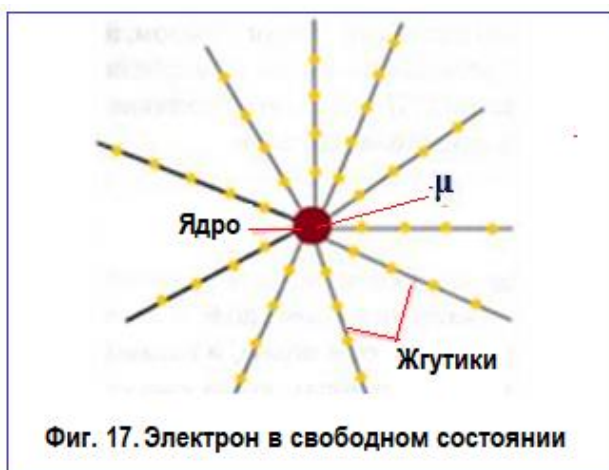 μ
Ядро
Жгутики
Фиг. 17. Электрон в свободном состоянии